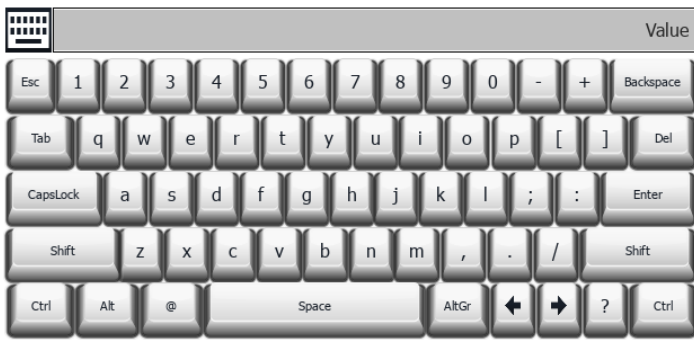 Value
Esc 1 2 3 4 5 6 7 8 9 0 - + Backspace
Tab q w e r t y u i o p [ ] Del
CapsLock a s d f g h j k l ; : Enter
Shift z x c v b n m , . / Shift
Ctrl Alt @ Space AltGr 🡸 🡺 ? Ctrl